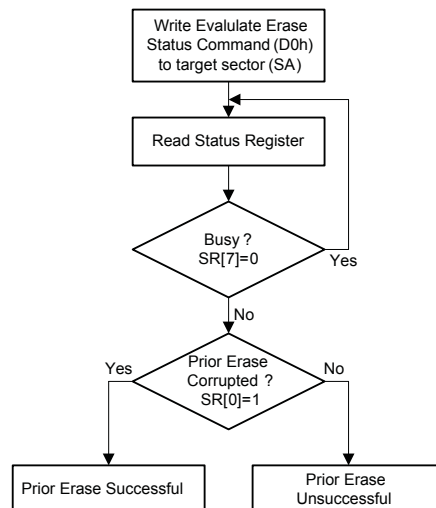 Write Evalulate Erase
Status Command (D0h)
to target sector (SA)
Read Status Register
Busy ?
SR[7]=0
Yes
No
Prior Erase
Corrupted ?
SR[0]=1
Yes
No
Prior Erase Successful
Prior Erase
Unsuccessful